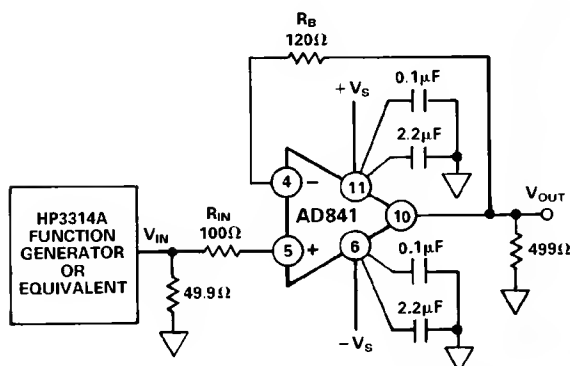 R_B
120Ω
0.1μF
+V_S
2.2μF
4
−
11
AD841
10
V_OUT
HP3314A
FUNCTION
GENERATOR
OR
EQUIVALENT
V_IN
R_IN
100Ω
5
+
6
0.1μF
499Ω
49.9Ω
2.2μF
−V_S